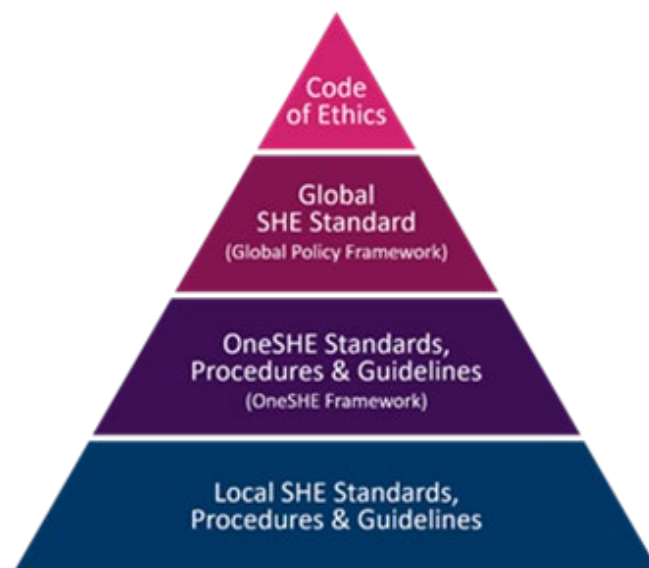 Code
of Ethics
Global
SHE Standard
(Global Policy Framework)
OneSHE Standards,
Procedures & Guidelines
(OneSHE Framework)
Local SHE Standards,
Procedures & Guidelines